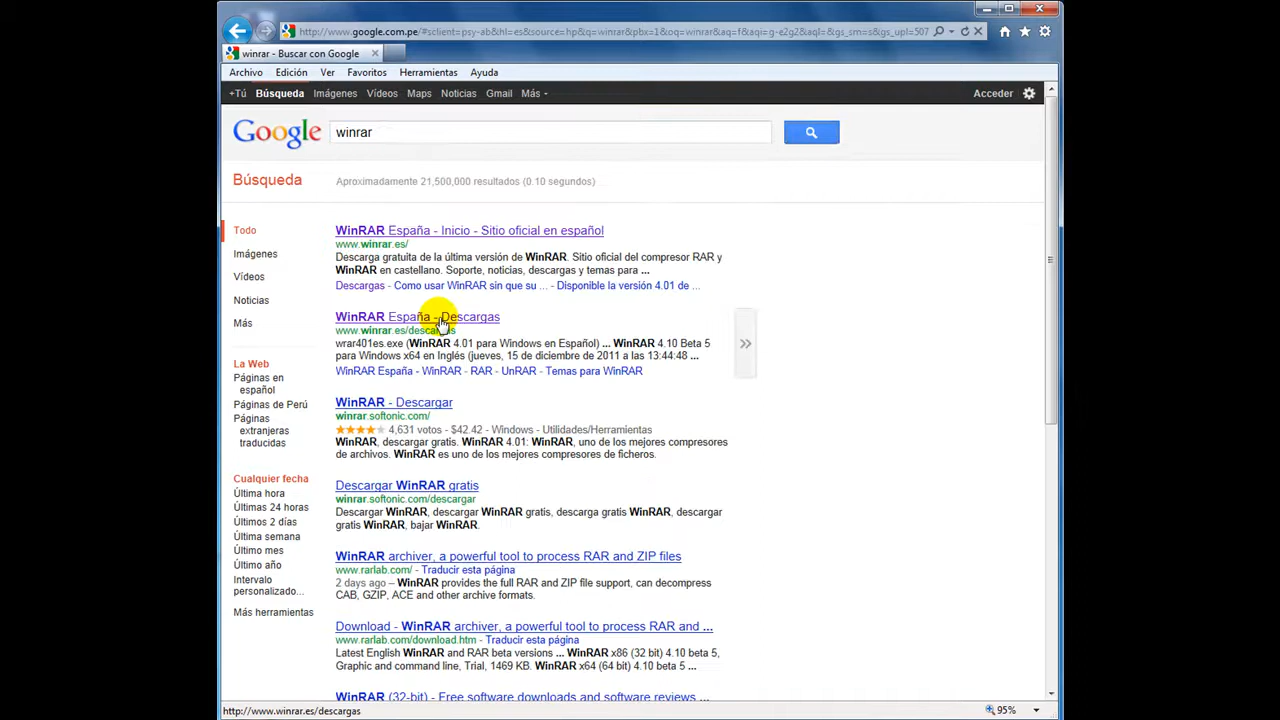 http://www.google.com.pe/#sclient=psy-ab&hl=es&source=hp&q=winrar&pbx=1&oq=winrar&aq=f&aqi=g-e2g2&aql=&gs_sm=s&gs_upl=507
winrar - Buscar con Google
Archivo Edición Ver Favoritos Herramientas Ayuda
+Tú Búsqueda Imágenes Vídeos Maps Noticias Gmail Más Acceder
Google winrar
Búsqueda Aproximadamente 21,500,000 resultados (0.10 segundos)
Todo
Imágenes
Vídeos
Noticias
Más
La Web
Páginas en
español
Páginas de Perú
Páginas
extranjeras
traducidas
Cualquier fecha
Última hora
Últimas 24 horas
Últimos 2 días
Última semana
Último mes
Último año
Intervalo
personalizado...
Más herramientas
WinRAR España - Inicio - Sitio oficial en español
www.winrar.es/
Descarga gratuita de la última versión de WinRAR. Sitio oficial del compresor RAR y
WinRAR en castellano. Soporte, noticias, descargas y temas para ...
Descargas - Como usar WinRAR sin que su ... - Disponible la versión 4.01 de ...
WinRAR España - Descargas
www.winrar.es/descargas
wrar401es.exe (WinRAR 4.01 para Windows en Español) ... WinRAR 4.10 Beta 5
para Windows x64 en Inglés (jueves, 15 de diciembre de 2011 a las 13:44:48 ...
WinRAR España - WinRAR - RAR - UnRAR - Temas para WinRAR
WinRAR - Descargar
winrar.softonic.com/
4,631 votos - $42.42 - Windows - Utilidades/Herramientas
WinRAR, descargar gratis. WinRAR 4.01: WinRAR, uno de los mejores compresores
de archivos. WinRAR es uno de los mejores compresores de ficheros.
Descargar WinRAR gratis
winrar.softonic.com/descargar
Descargar WinRAR, descargar WinRAR gratis, descarga gratis WinRAR, descargar
gratis WinRAR, bajar WinRAR.
WinRAR archiver, a powerful tool to process RAR and ZIP files
www.rarlab.com/ - Traducir esta página
2 days ago – WinRAR provides the full RAR and ZIP file support, can decompress
CAB, GZIP, ACE and other archive formats.
Download - WinRAR archiver, a powerful tool to process RAR and ...
www.rarlab.com/download.htm - Traducir esta página
Latest English WinRAR and RAR beta versions ... WinRAR x86 (32 bit) 4.10 beta 5,
Graphic and command line, Trial, 1469 KB. WinRAR x64 (64 bit) 4.10 beta 5 ...
WinRAR (32-bit) - Free software downloads and software reviews ...
http://www.winrar.es/descargas
95%